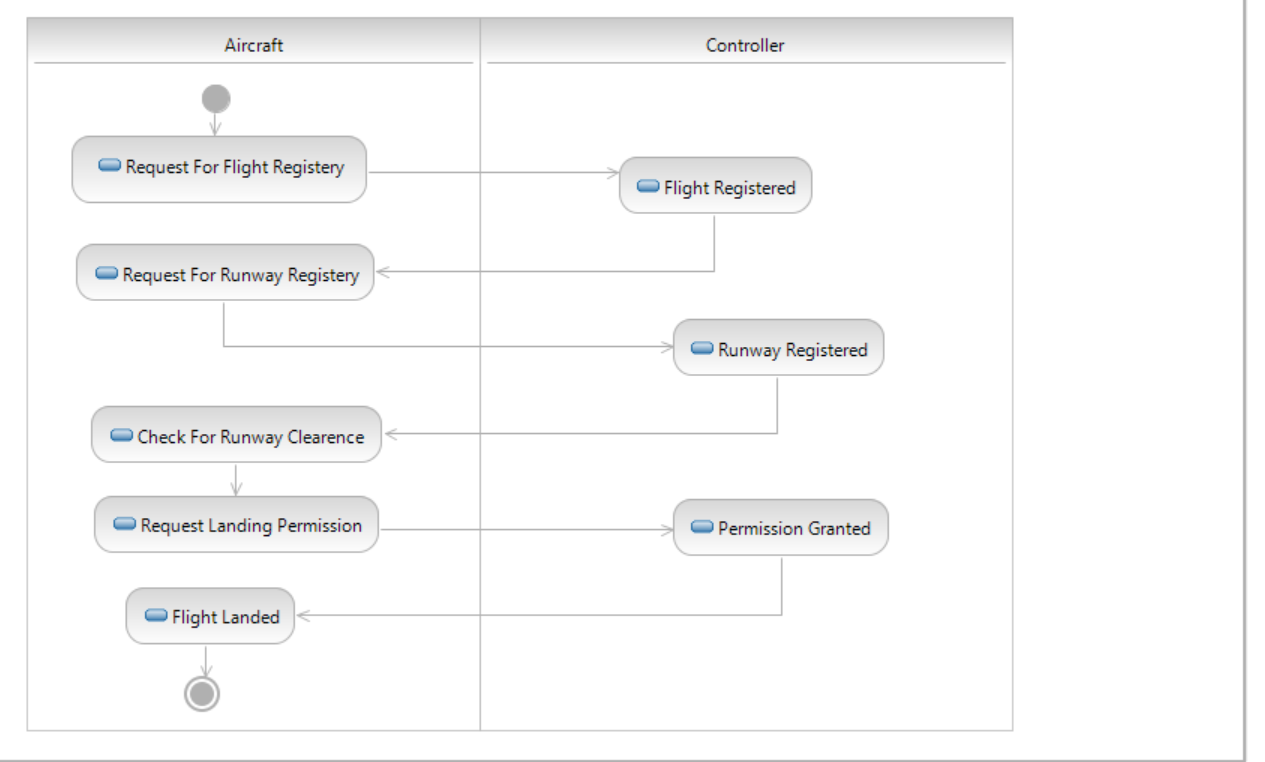 Aircraft
Controller
Request For Flight Registery
Flight Registered
Request For Runway Registery
Runway Registered
Check For Runway Clearence
Request Landing Permission
Permission Granted
Flight Landed